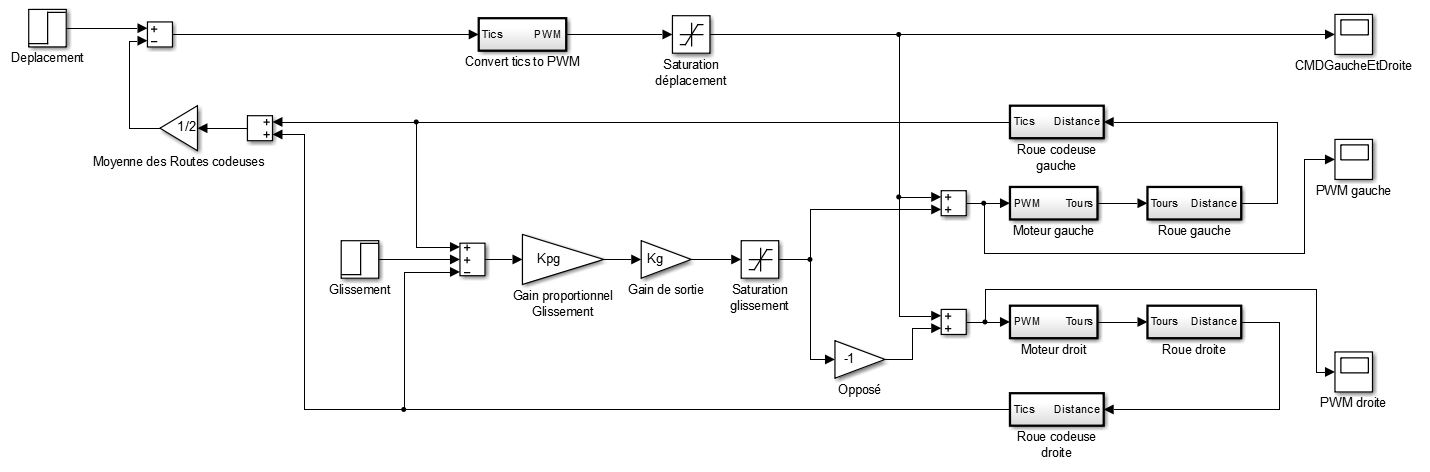 Deplacement
+
−
Tics PWM
Convert tics to PWM
Saturation
déplacement
CMDGaucheEtDroite
1/2
Moyenne des Routes codeuses
+
+
Tics Distance
Roue codeuse
gauche
PWM gauche
+
+
PWM Tours
Moteur gauche
Tours Distance
Roue gauche
Glissement
+
+
−
Kpg
Gain proportionnel
Glissement
Kg
Gain de sortie
Saturation
glissement
+
+
PWM Tours
Moteur droit
Tours Distance
Roue droite
-1
Opposé
PWM droite
Tics Distance
Roue codeuse
droite